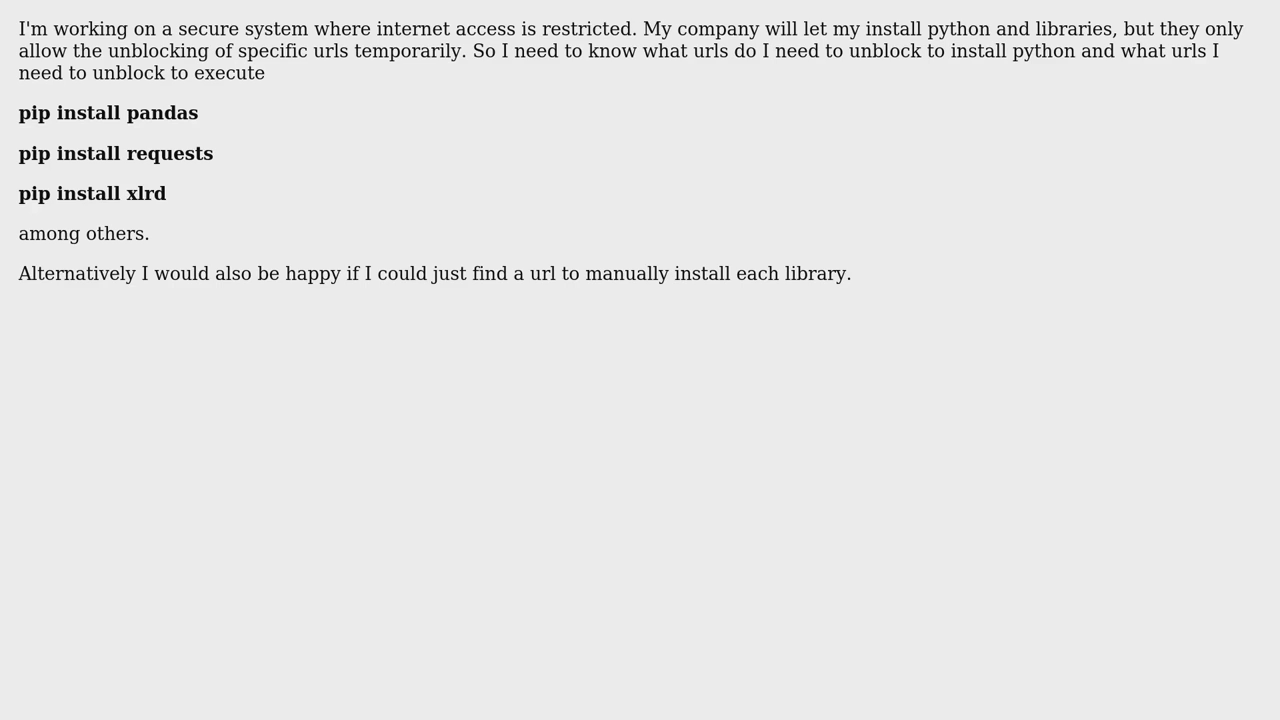 I'm working on a secure system where internet access is restricted. My company will let my install python and libraries, but they only
allow the unblocking of specific urls temporarily. So I need to know what urls do I need to unblock to install python and what urls I
need to unblock to execute
pip install pandas
pip install requests
pip install xlrd
among others.
Alternatively I would also be happy if I could just find a url to manually install each library.